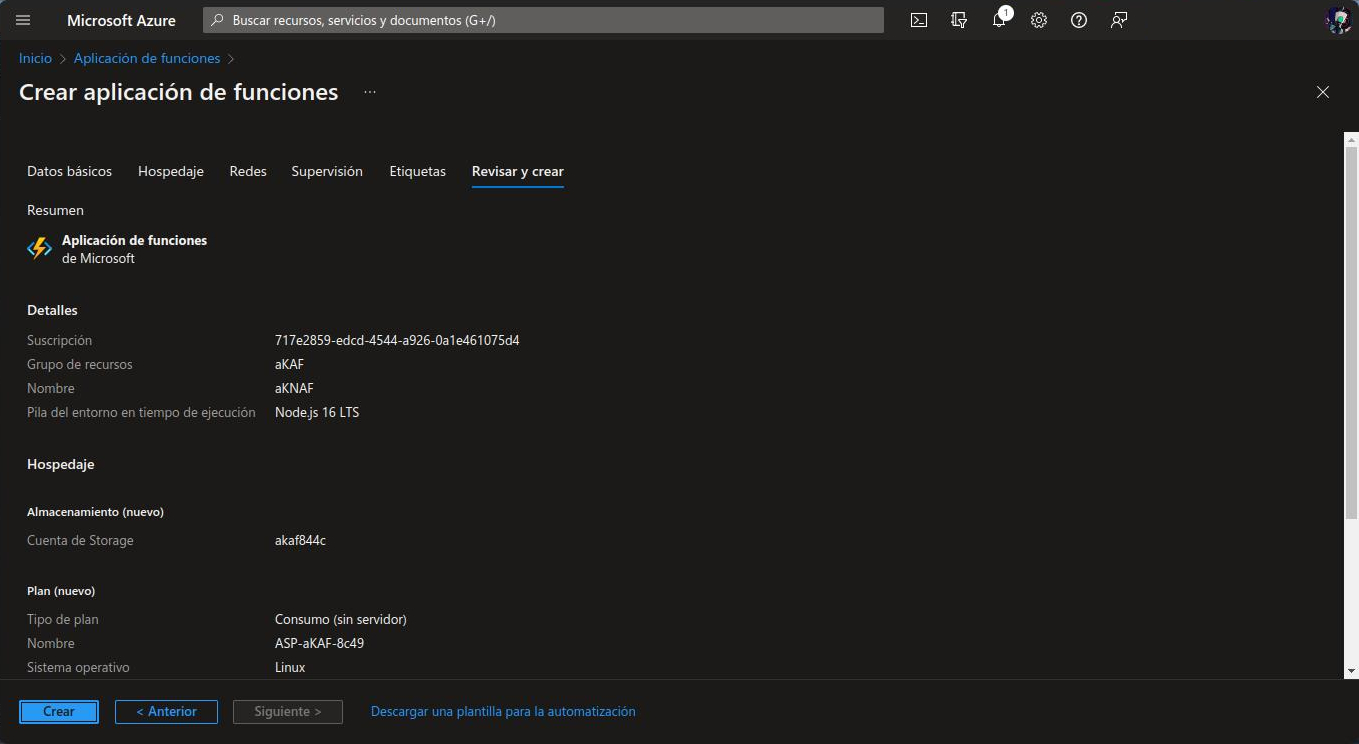 Microsoft Azure
Buscar recursos, servicios y documentos (G+/)
1
Inicio > Aplicación de funciones >
Crear aplicación de funciones ...
Datos básicos Hospedaje Redes Supervisión Etiquetas Revisar y crear
Resumen
Aplicación de funciones
de Microsoft
Detalles
Suscripción 717e2859-edcd-4544-a926-0a1e461075d4
Grupo de recursos aKAF
Nombre aKNAF
Pila del entorno en tiempo de ejecución Node.js 16 LTS
Hospedaje
Almacenamiento (nuevo)
Cuenta de Storage akaf844c
Plan (nuevo)
Tipo de plan Consumo (sin servidor)
Nombre ASP-aKAF-8c49
Sistema operativo Linux
Crear < Anterior Siguiente > Descargar una plantilla para la automatización